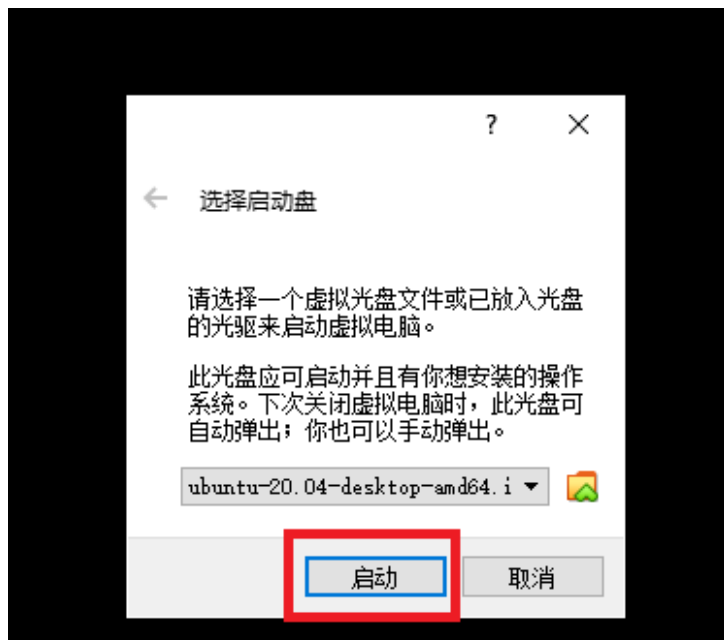 ?
选择启动盘
请选择一个虚拟光盘文件或已放入光盘
的光驱来启动虚拟电脑。
此光盘应可启动并且有你想安装的操作
系统。下次关闭虚拟电脑时，此光盘可
自动弹出；你也可以手动弹出。
ubuntu-20.04-desktop-amd64.i
启动 取消